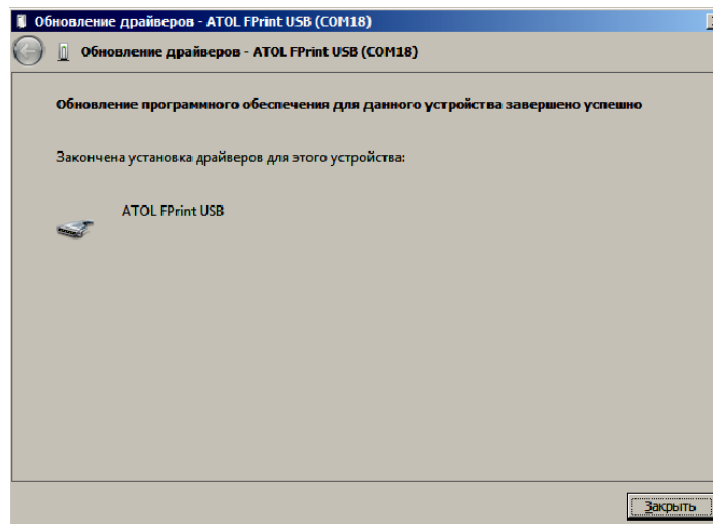 Обновление драйверов - ATOL FPrint USB (COM18)
Обновление драйверов - ATOL FPrint USB (COM18)
Обновление программного обеспечения для данного устройства завершено успешно
Закончена установка драйверов для этого устройства:
ATOL FPrint USB
Закрыть